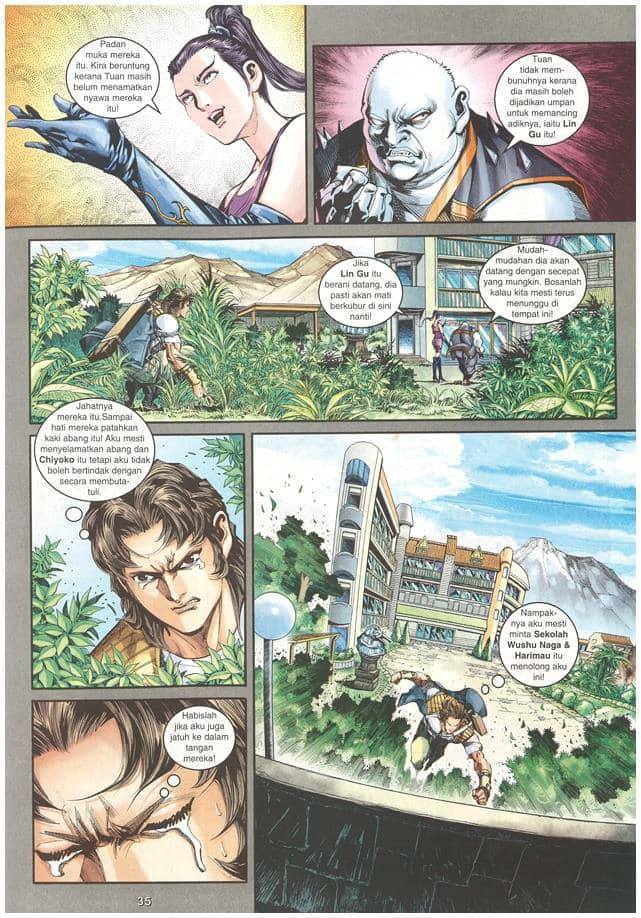 Padan
muka mereka
itu. Kira beruntung
kerana Tuan masih
belum menamatkan
nyawa mereka
itu!
Tuan
tidak mem-
bunuhnya kerana
dia masih boleh
dijadikan umpan
untuk memancing
adiknya, iaitu Lin
Gu itu!
Jika
Lin Gu itu
berani datang, dia
pasti akan mati
berkubur di sini
nanti!
Mudah-
mudahan dia akan
datang dengan secepat
yang mungkin. Bosanlah
kalau kita mesti terus
menunggu di
tempat ini!
Jahatnya
mereka itu.Sampai
hati mereka patahkan
kaki abang itu! Aku mesti
menyelamatkan abang dan
Chiyoko itu tetapi aku tidak
boleh bertindak dengan
secara membuta-
tuli.
Nampak-
nya aku mesti
minta Sekolah
Wushu Naga &
Harimau itu
menolong aku
ini!
Habislah
jika aku juga
jatuh ke dalam
tangan
mereka!
35